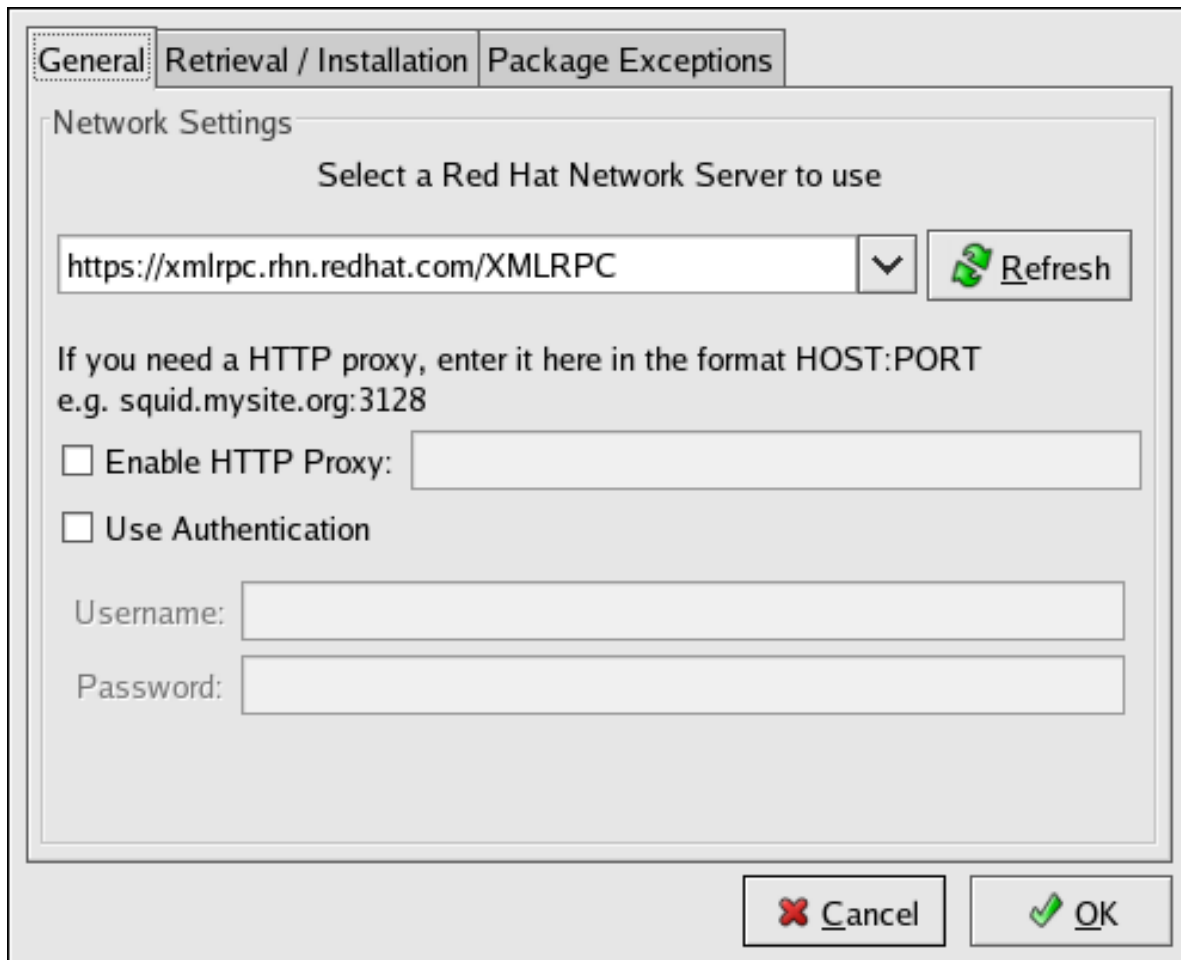 General
Retrieval / Installation
Package Exceptions
Network Settings
Select a Red Hat Network Server to use
https://xmlrpc.rhn.redhat.com/XMLRPC
Refresh
If you need a HTTP proxy, enter it here in the format HOST:PORT
e.g. squid.mysite.org:3128
Enable HTTP Proxy:
Use Authentication
Username:
Password:
Cancel
OK